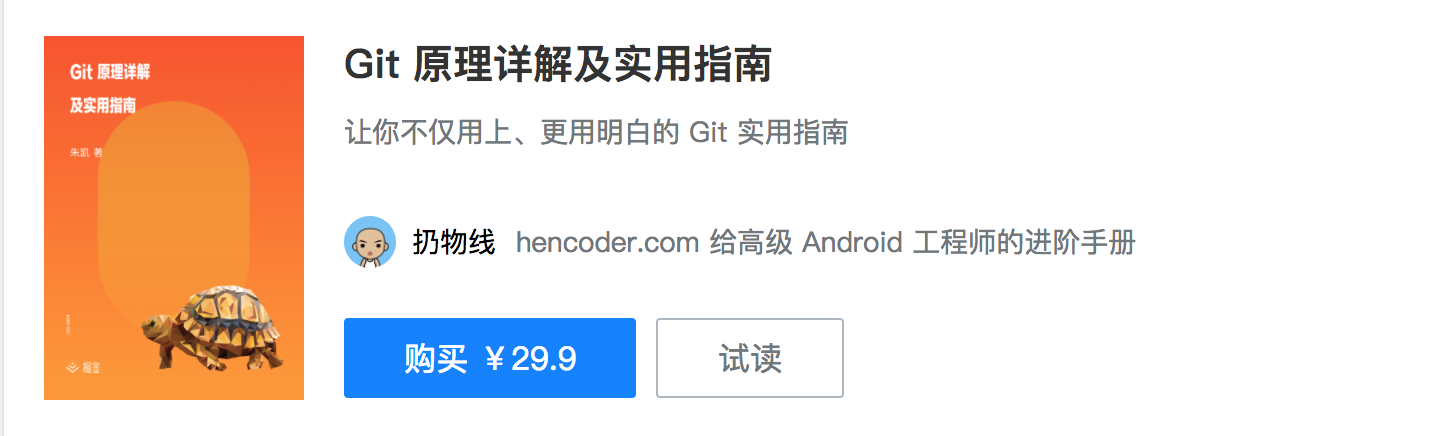 Git 原理详解
及实用指南
朱凯 著
掘金
Git 原理详解及实用指南
让你不仅用上、更用明白的 Git 实用指南
扔物线 hencoder.com 给高级 Android 工程师的进阶手册
购买 ￥29.9
试读